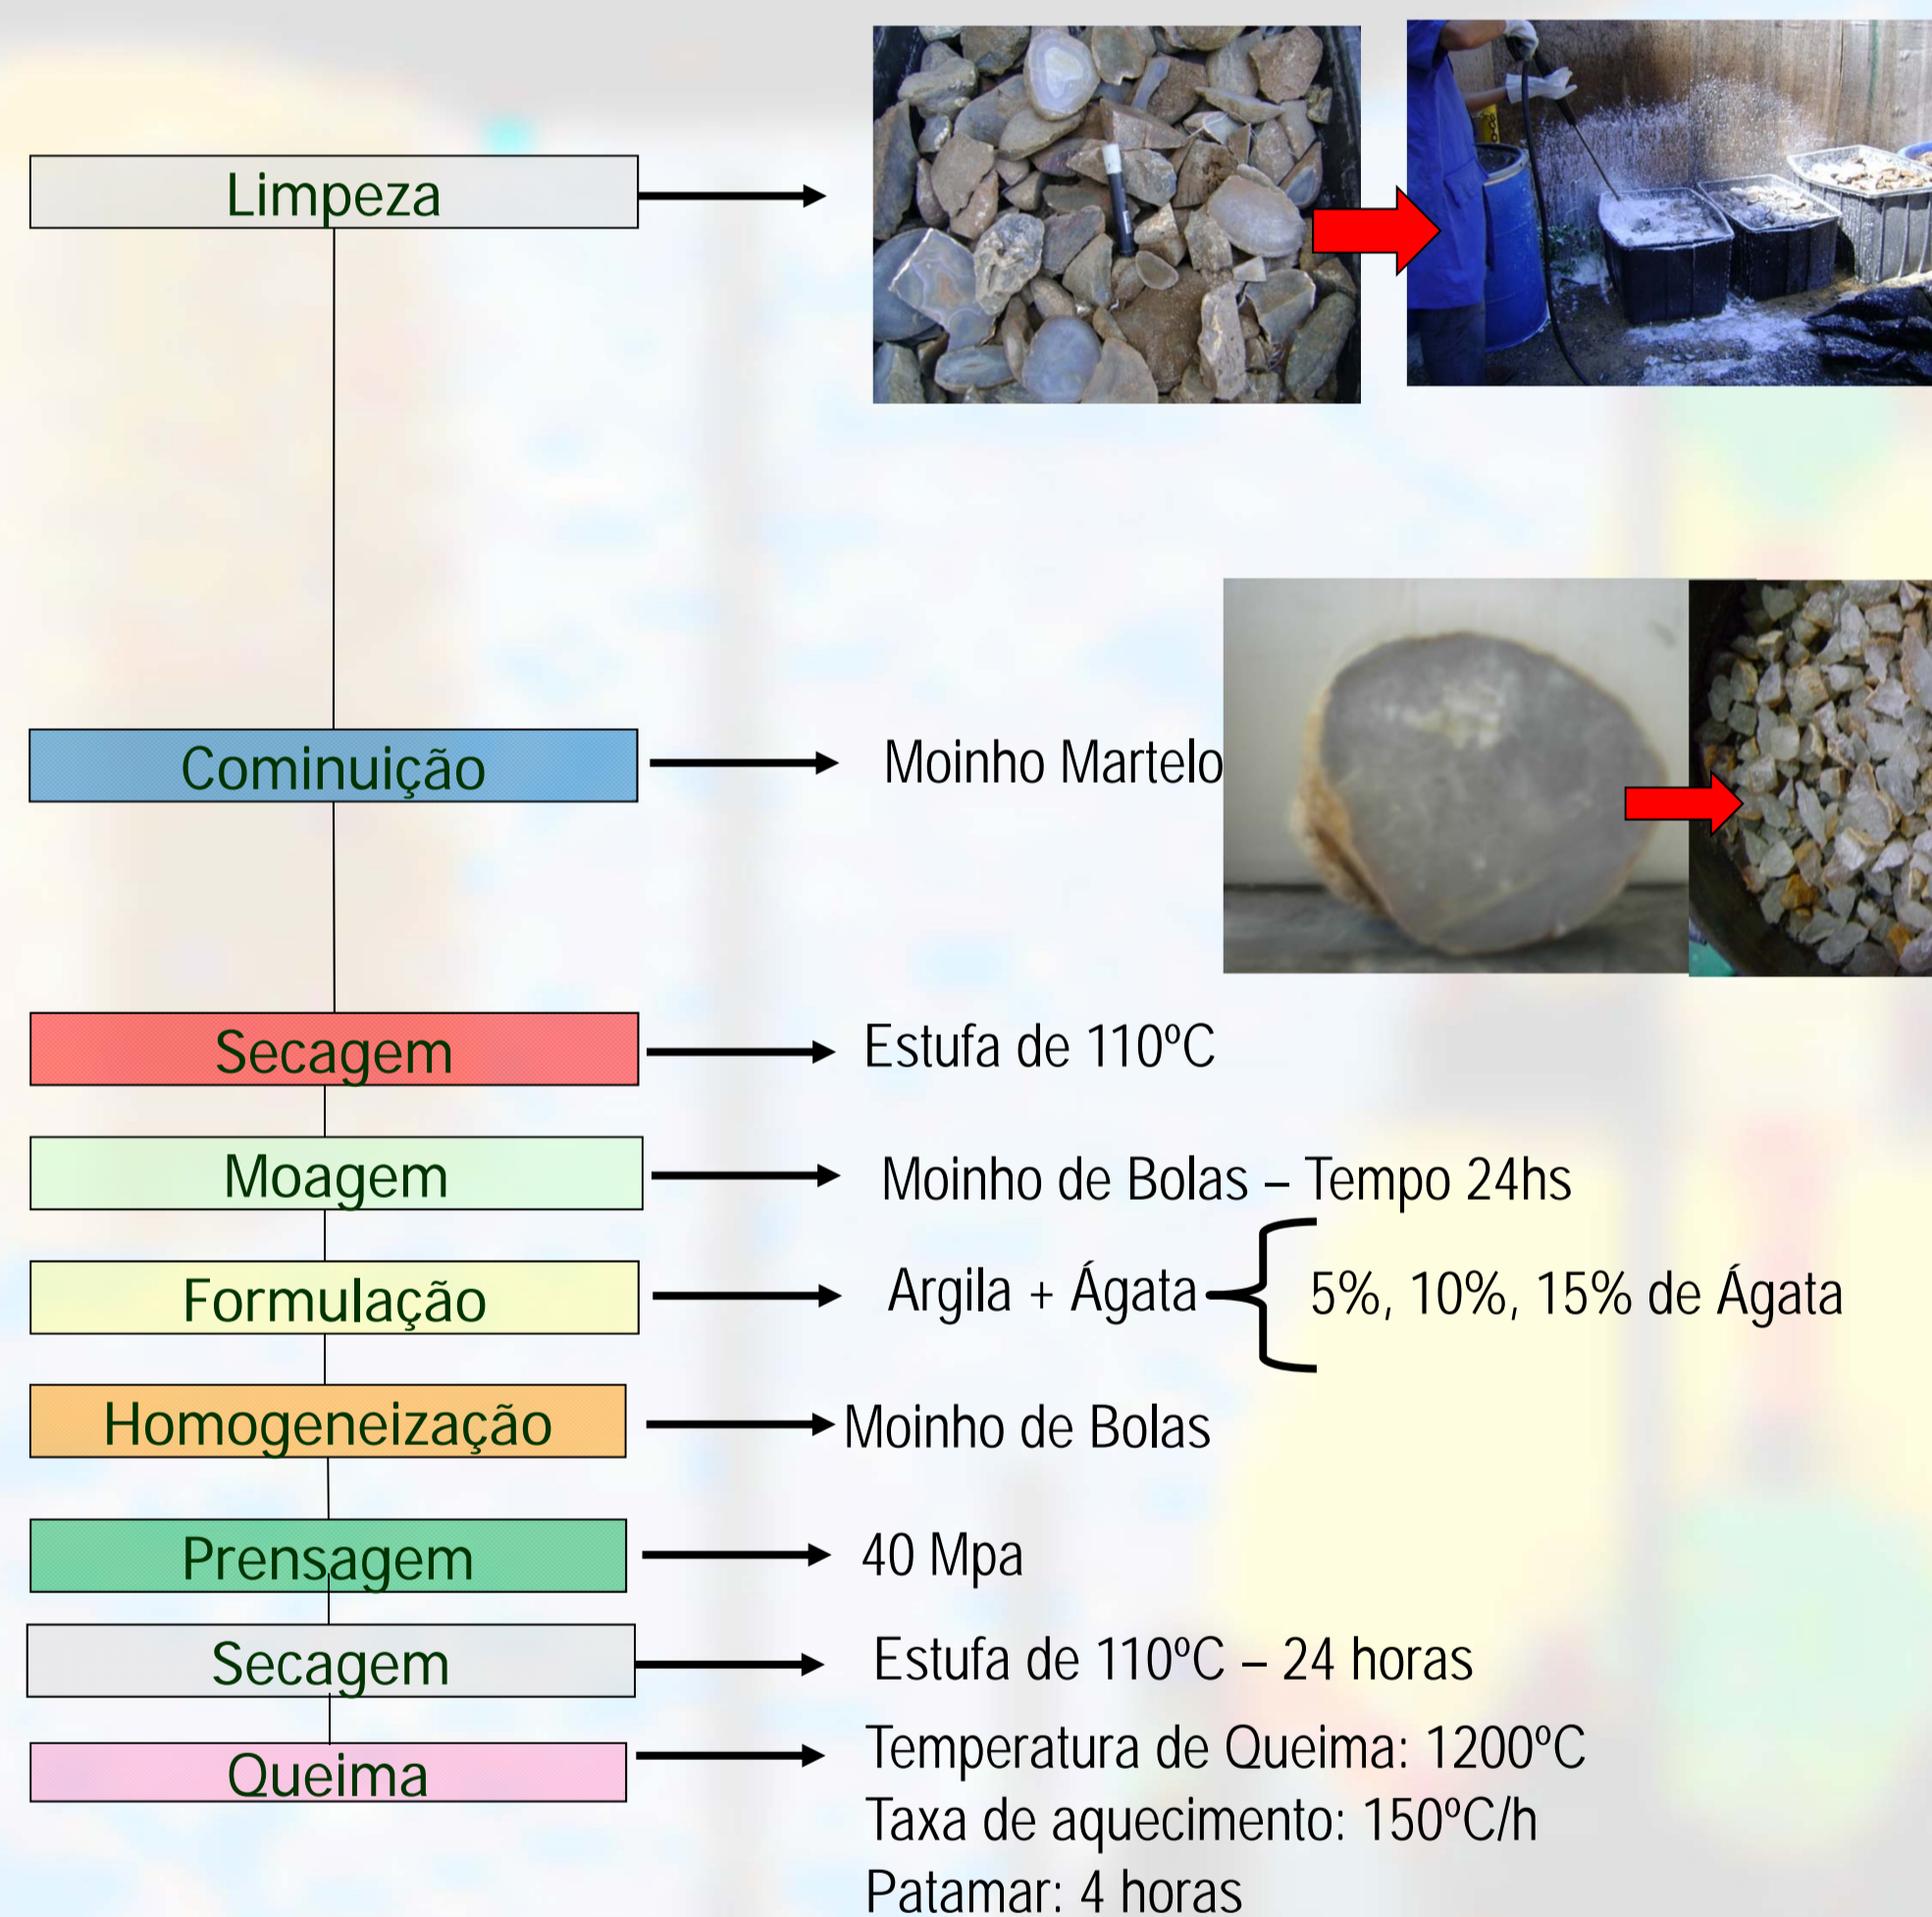 Limpeza
Cominuição
Moinho Martelo
Secagem
Estufa de 110ºC
Moagem
Moinho de Bolas – Tempo 24hs
Formulação
Argila + Ágata
5%, 10%, 15% de Ágata
Homogeneização
Moinho de Bolas
Prensagem
40 Mpa
Secagem
Estufa de 110ºC – 24 horas
Queima
Temperatura de Queima: 1200ºC
Taxa de aquecimento: 150ºC/h
Patamar: 4 horas